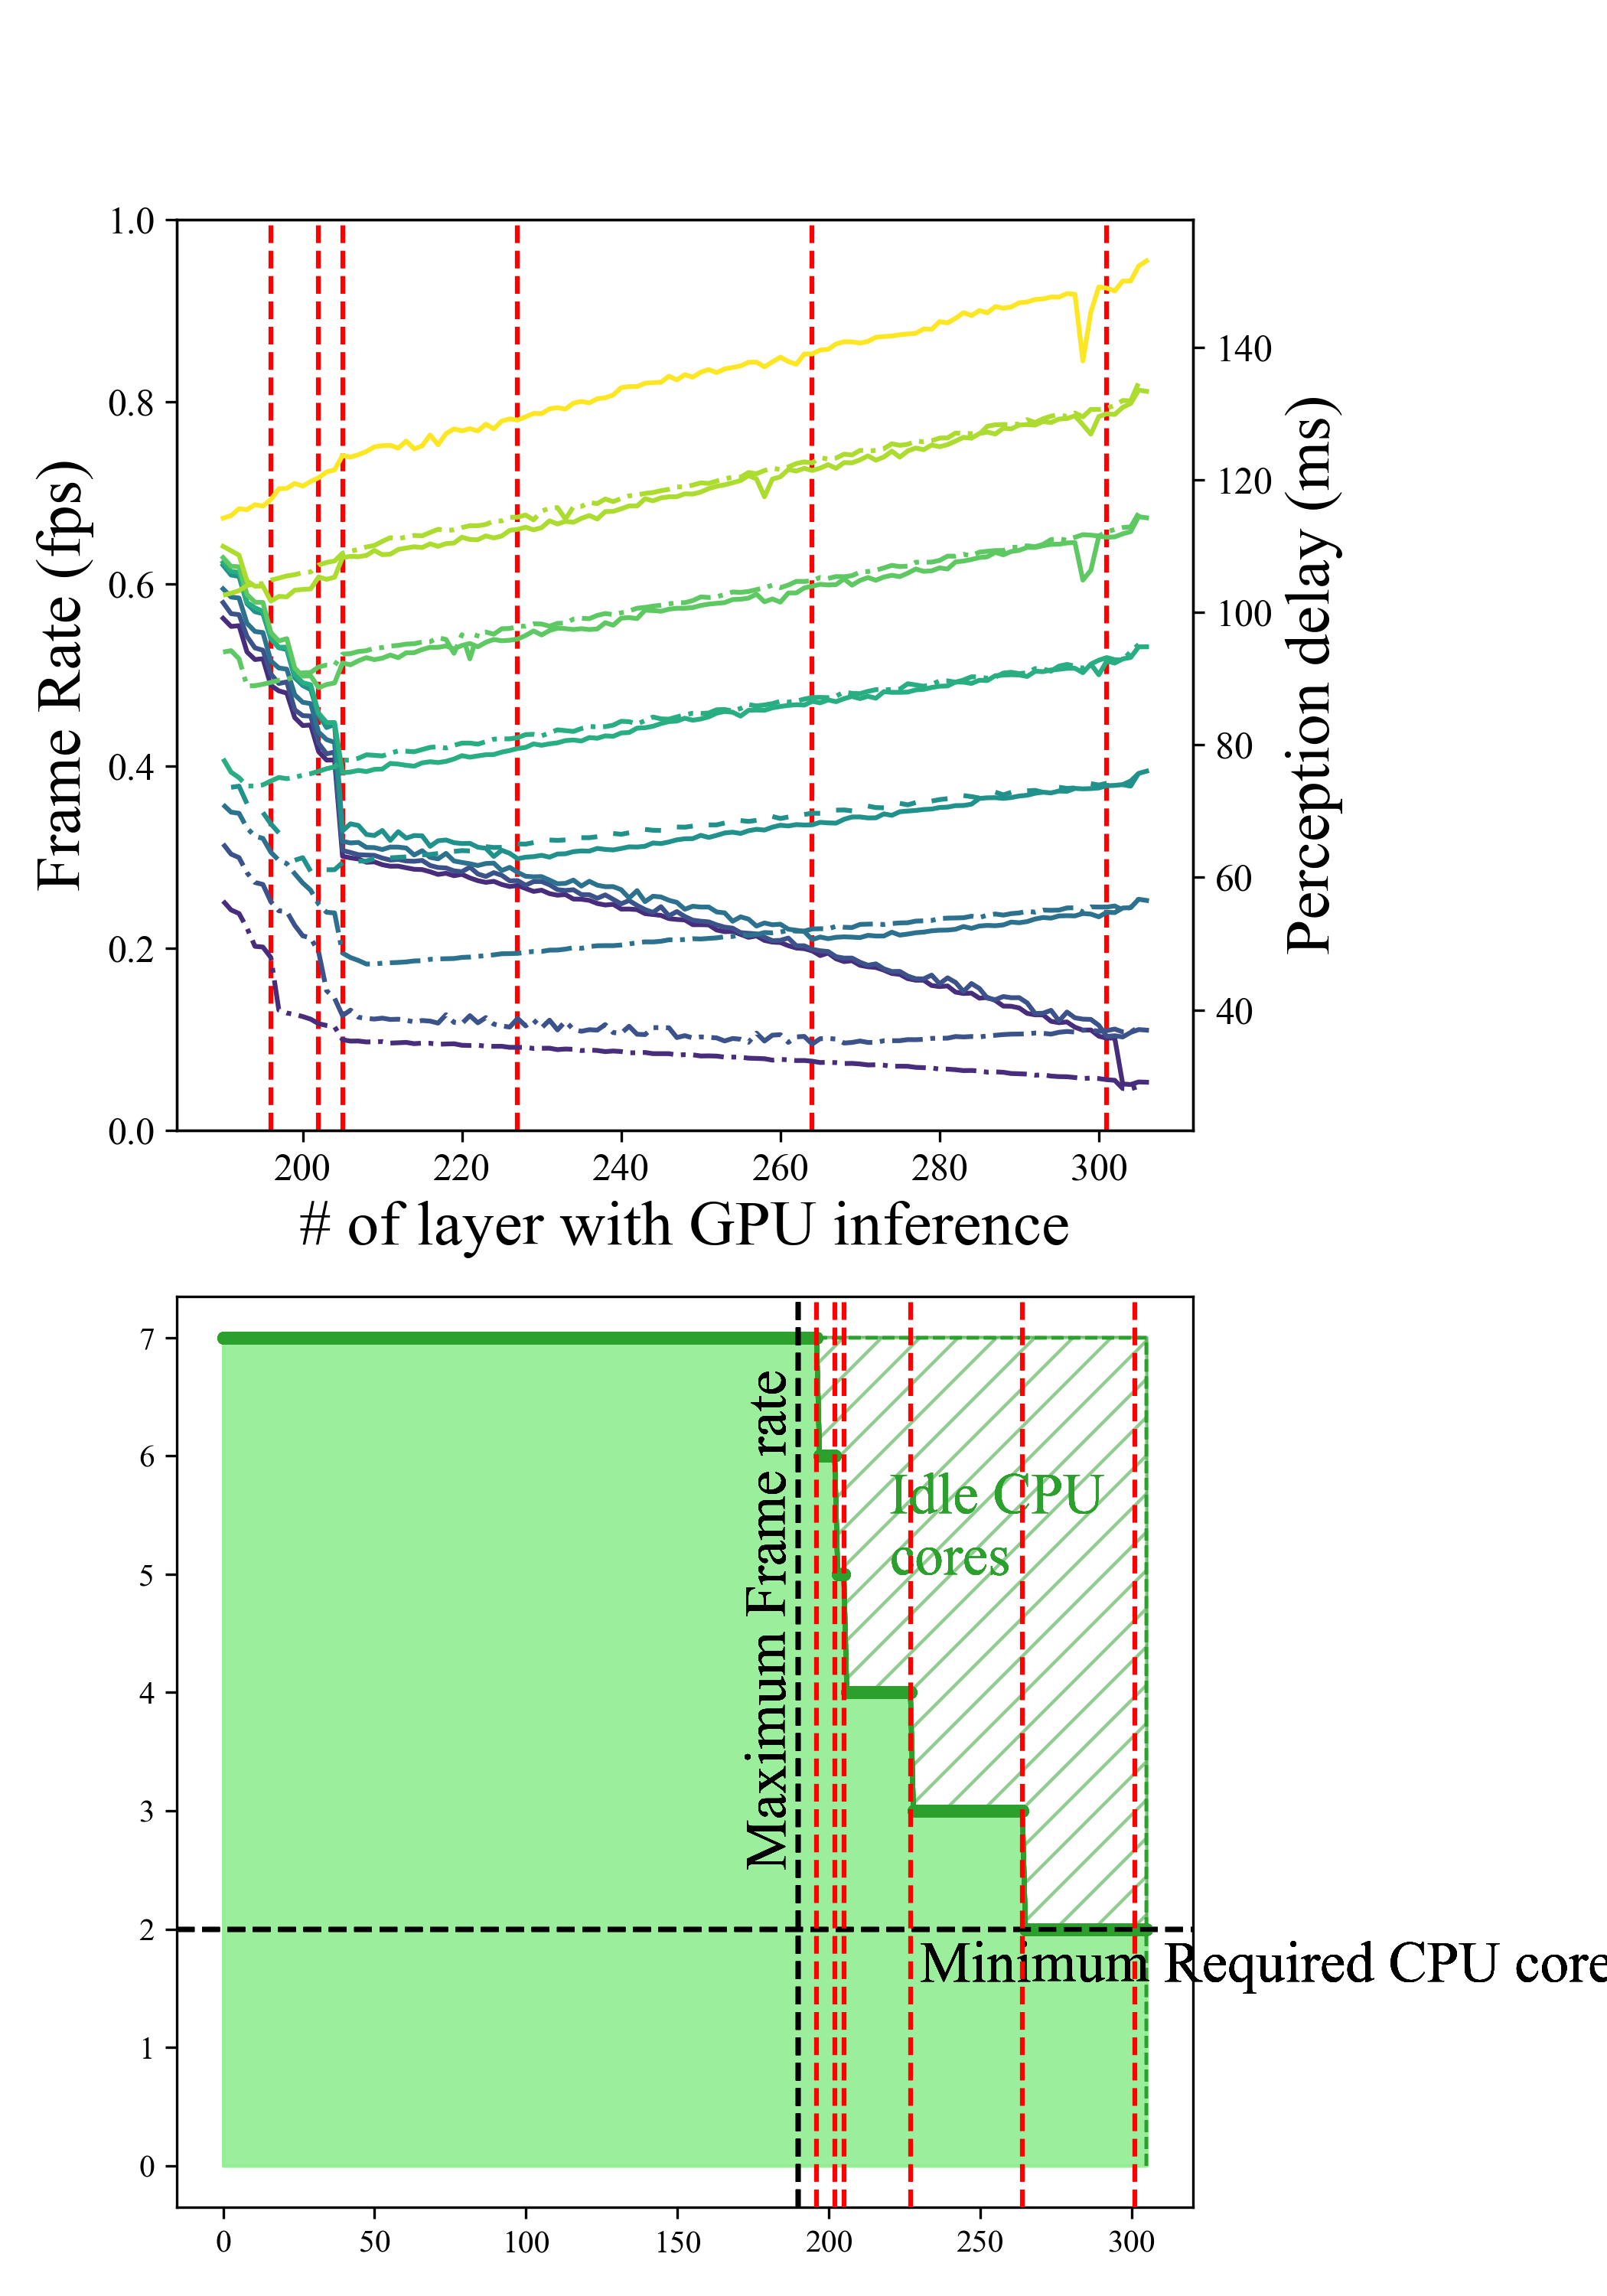 1.0
0.8
0.6
0.4
0.2
0.0
Frame Rate (fps)
140
120
100
80
60
40
Perception delay (ms)
200 220 240 260 280 300
# of layer with GPU inference
7
6
5
4
3
2
1
0
Maximum Frame rate
Idle CPU
cores
Minimum Required CPU core
0 50 100 150 200 250 300